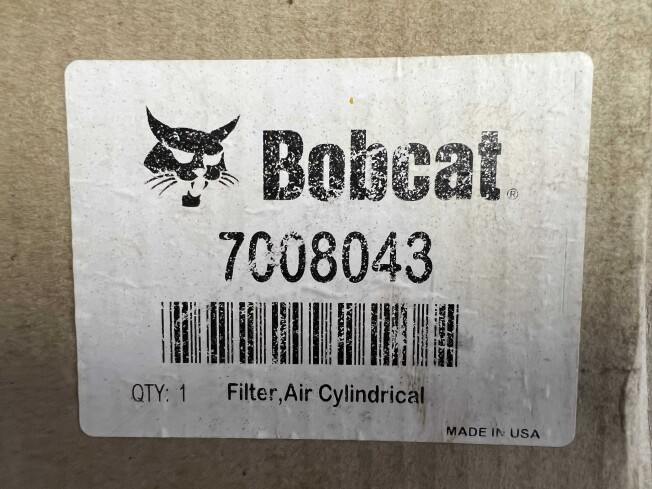 Bobcat®
7008043
QTY: 1 Filter,Air Cylindrical
MADE IN USA